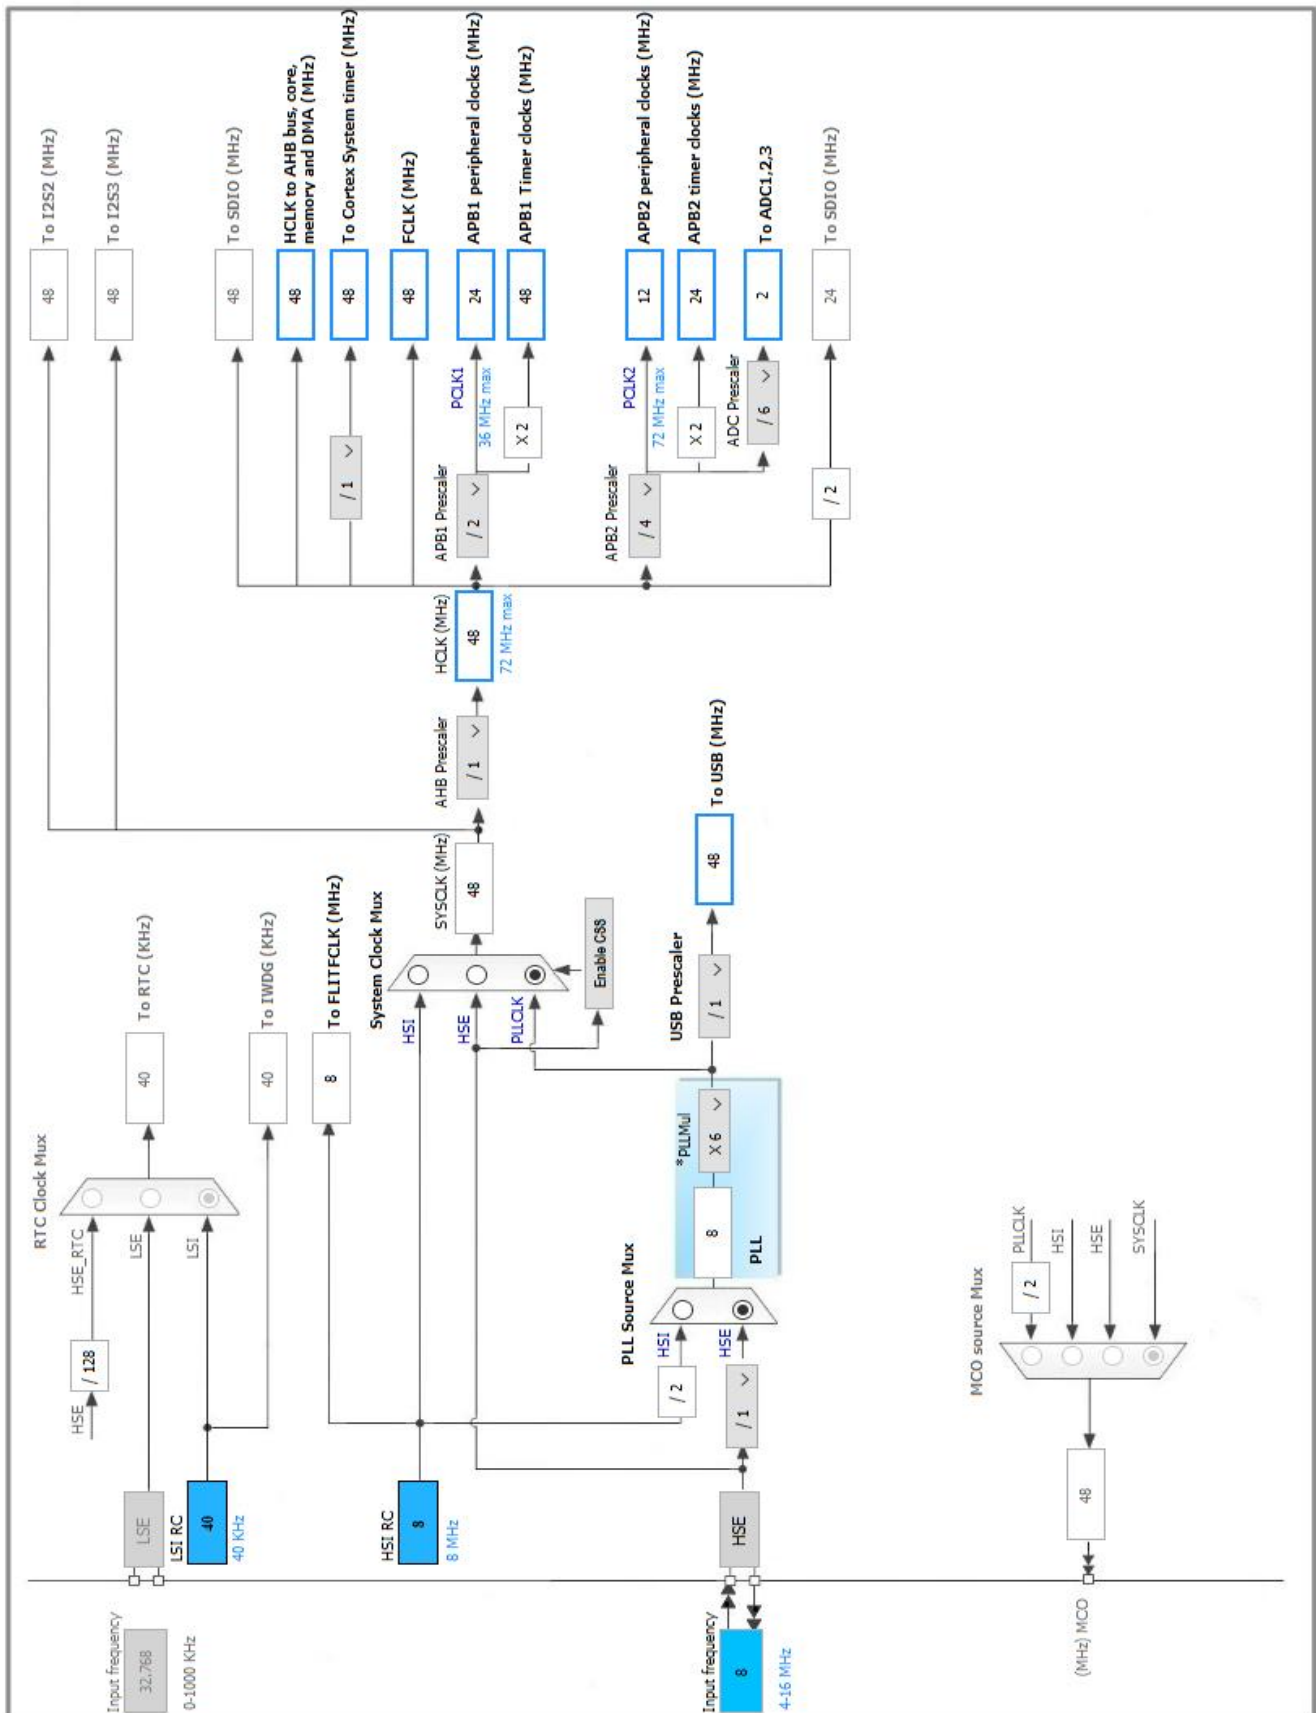 Input frequency
32.768
0-1000 KHz
LSE
LSI RC
40
40 KHz
HSE
/ 128
HSE_RTC
LSE
LSI
RTC Clock Mux
40
To RTC (KHz)
40
To IWDG (KHz)
8
To FLITFCLK (MHz)
HSI RC
8
8 MHz
System Clock Mux
HSI
HSE
PLLCLK
Enable CSS
SYSCLK (MHz)
48
AHB Prescaler
/ 1
HCLK (MHz)
48
72 MHz max
48
To I2S2 (MHz)
48
To I2S3 (MHz)
48
To SDIO (MHz)
48
HCLK to AHB bus, core,
memory and DMA (MHz)
/ 1
48
To Cortex System timer (MHz)
48
FCLK (MHz)
APB1 Prescaler
/ 2
PCLK1
36 MHz max
24
APB1 peripheral clocks (MHz)
X 2
48
APB1 Timer clocks (MHz)
APB2 Prescaler
/ 4
PCLK2
72 MHz max
12
APB2 peripheral clocks (MHz)
X 2
24
APB2 timer clocks (MHz)
ADC Prescaler
/ 6
2
To ADC1,2,3
/ 2
24
To SDIO (MHz)
Input frequency
8
4-16 MHz
HSE
/ 2
/ 1
HSI
HSE
PLL Source Mux
8
*PLLMul
X 6
PLL
USB Prescaler
/ 1
48
To USB (MHz)
MCO source Mux
/ 2
PLLCLK
HSI
HSE
SYSCLK
48
(MHz) MCO